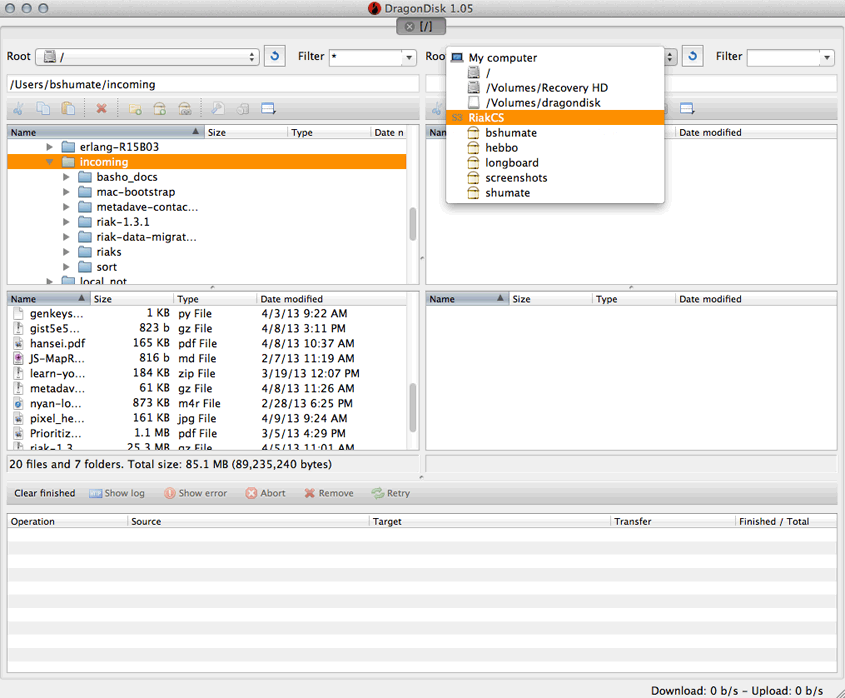 DragonDisk 1.05
[/]
Root / Filter *
/Users/bshumate/incoming
Name Size Type Date n
erlang-R15B03
incoming
basho_docs
mac-bootstrap
metadave-contac...
riak-1.3.1
riak-data-migrat...
riaks
sort
local_not
Name Size Type Date modified
genkeys... 1 KB py File 4/3/13 9:22 AM
gist5e5... 823 b gz File 4/8/13 3:11 PM
hansei.pdf 165 KB pdf File 4/8/13 10:37 AM
JS-MapR... 816 b md File 2/7/13 11:19 AM
learn-yo... 184 KB zip File 3/19/13 12:07 PM
metadav... 61 KB gz File 4/8/13 11:26 AM
nyan-lo... 873 KB m4r File 2/28/13 6:25 PM
pixel_he... 161 KB jpg File 4/9/13 9:24 AM
Prioritiz... 1.1 MB pdf File 3/5/13 4:29 PM
riak-1.3... 25.3 MB gz File 4/5/13 11:01 AM
20 files and 7 folders. Total size: 85.1 MB (89,235,240 bytes)
Roo Filter
My computer
/
/Volumes/Recovery HD
/Volumes/dragondisk
S3 RiakCS
bshumate
hebbo
longboard
screenshots
shumate
Nan Date modified
Name Size Type Date modified
Clear finished Show log Show error Abort Remove Retry
Operation Source Target Transfer Finished / Total
Download: 0 b/s - Upload: 0 b/s